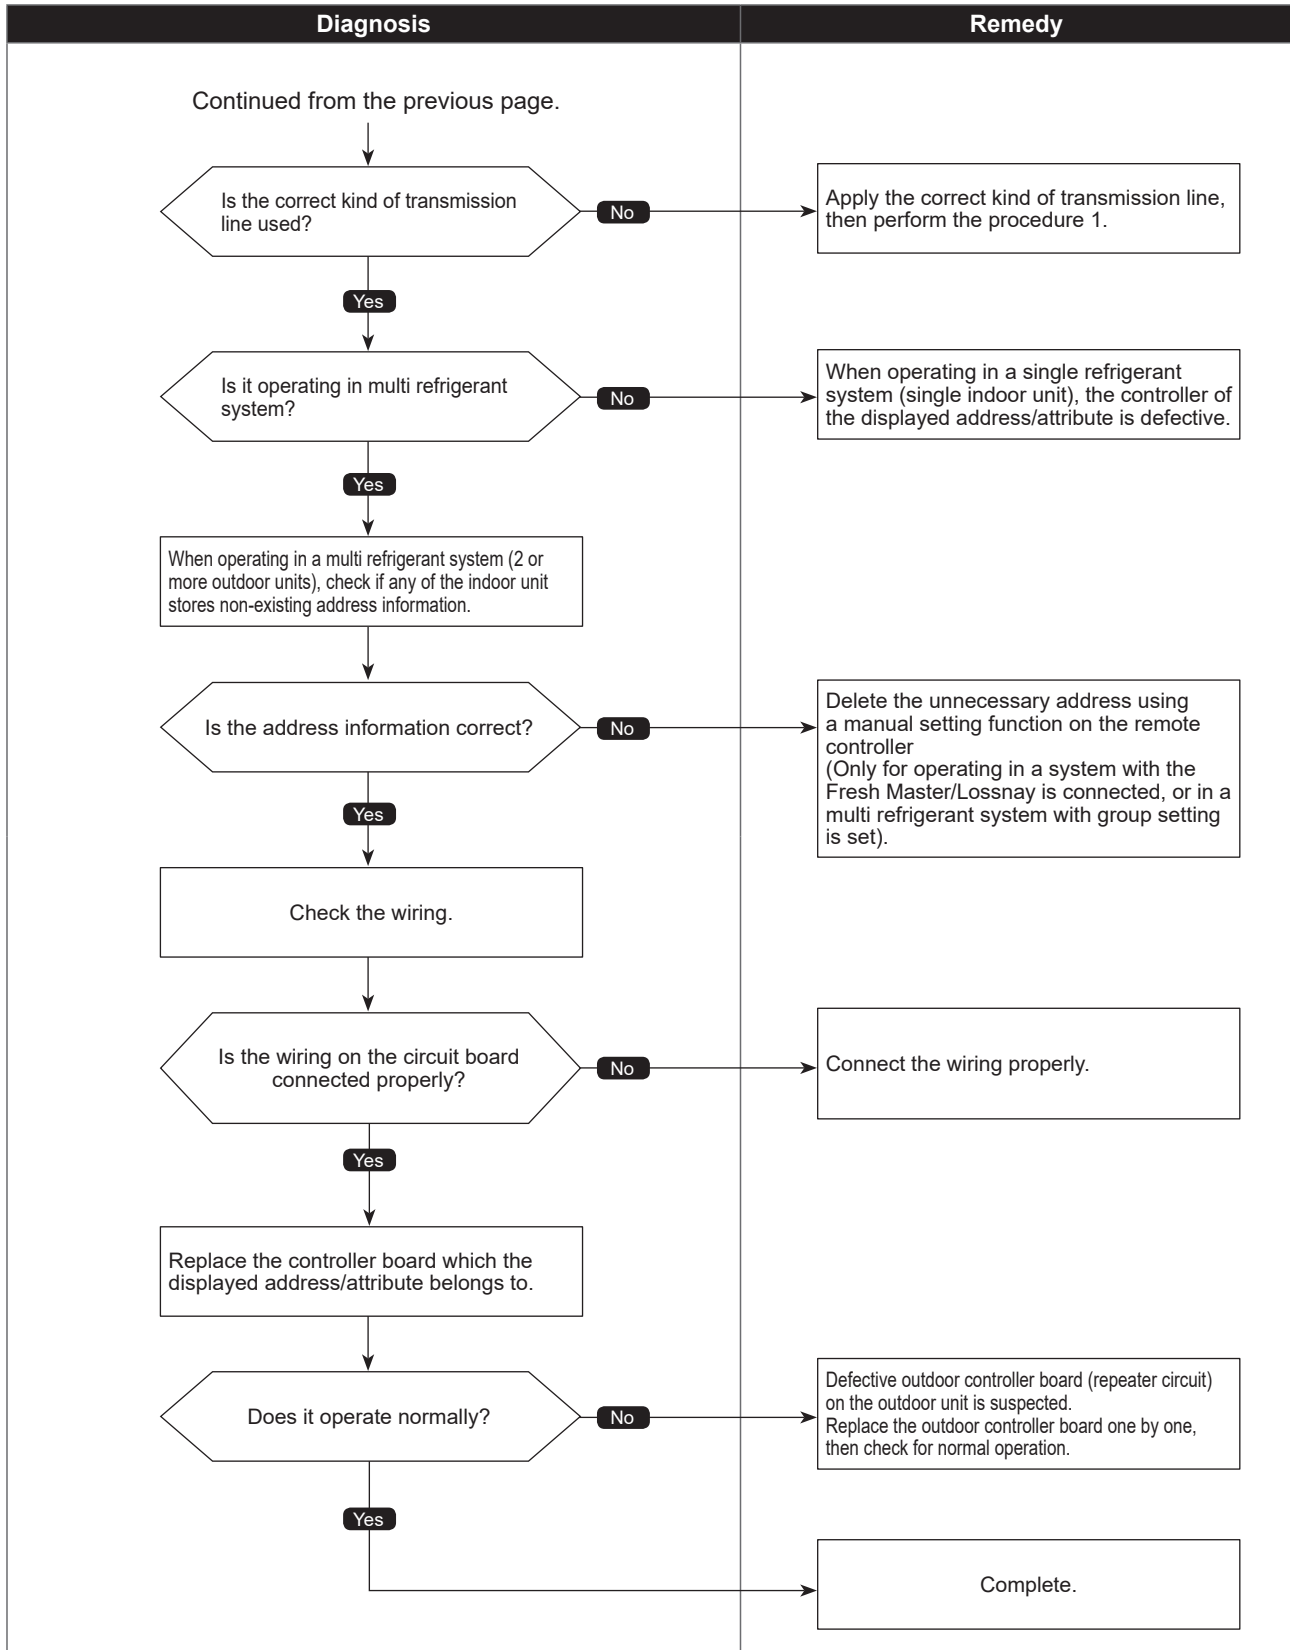 Diagnosis
Remedy
Continued from the previous page.
Is the correct kind of transmission
line used?
No
Apply the correct kind of transmission line,
then perform the procedure 1.
Yes
Is it operating in multi refrigerant
system?
No
When operating in a single refrigerant
system (single indoor unit), the controller of
the displayed address/attribute is defective.
Yes
When operating in a multi refrigerant system (2 or
more outdoor units), check if any of the indoor unit
stores non-existing address information.
Is the address information correct?
No
Delete the unnecessary address using
a manual setting function on the remote
controller
(Only for operating in a system with the
Fresh Master/Lossnay is connected, or in a
multi refrigerant system with group setting
is set).
Yes
Check the wiring.
Is the wiring on the circuit board
connected properly?
No
Connect the wiring properly.
Yes
Replace the controller board which the
displayed address/attribute belongs to.
Does it operate normally?
No
Defective outdoor controller board (repeater circuit)
on the outdoor unit is suspected.
Replace the outdoor controller board one by one,
then check for normal operation.
Yes
Complete.